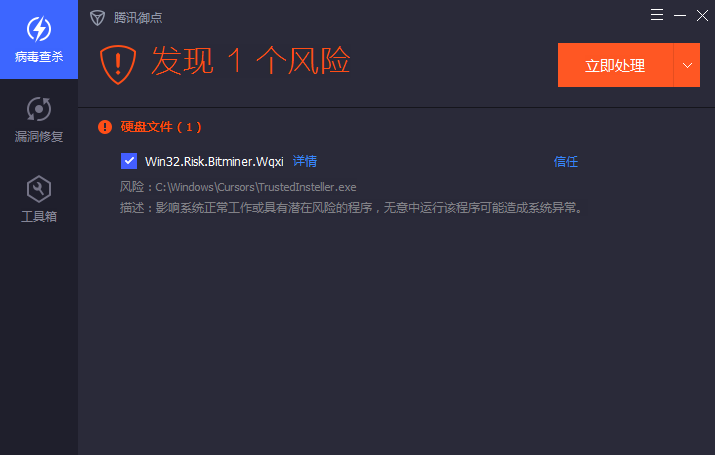 腾讯御点
病毒查杀
漏洞修复
工具箱
发现 1 个风险
立即处理
硬盘文件 ( 1 )
Win32.Risk.Bitminer.Wqxi 详情 信任
风险：C:\Windows\Cursors\TrustedInsteller.exe
描述：影响系统正常工作或具有潜在风险的程序，无意中运行该程序可能造成系统异常。